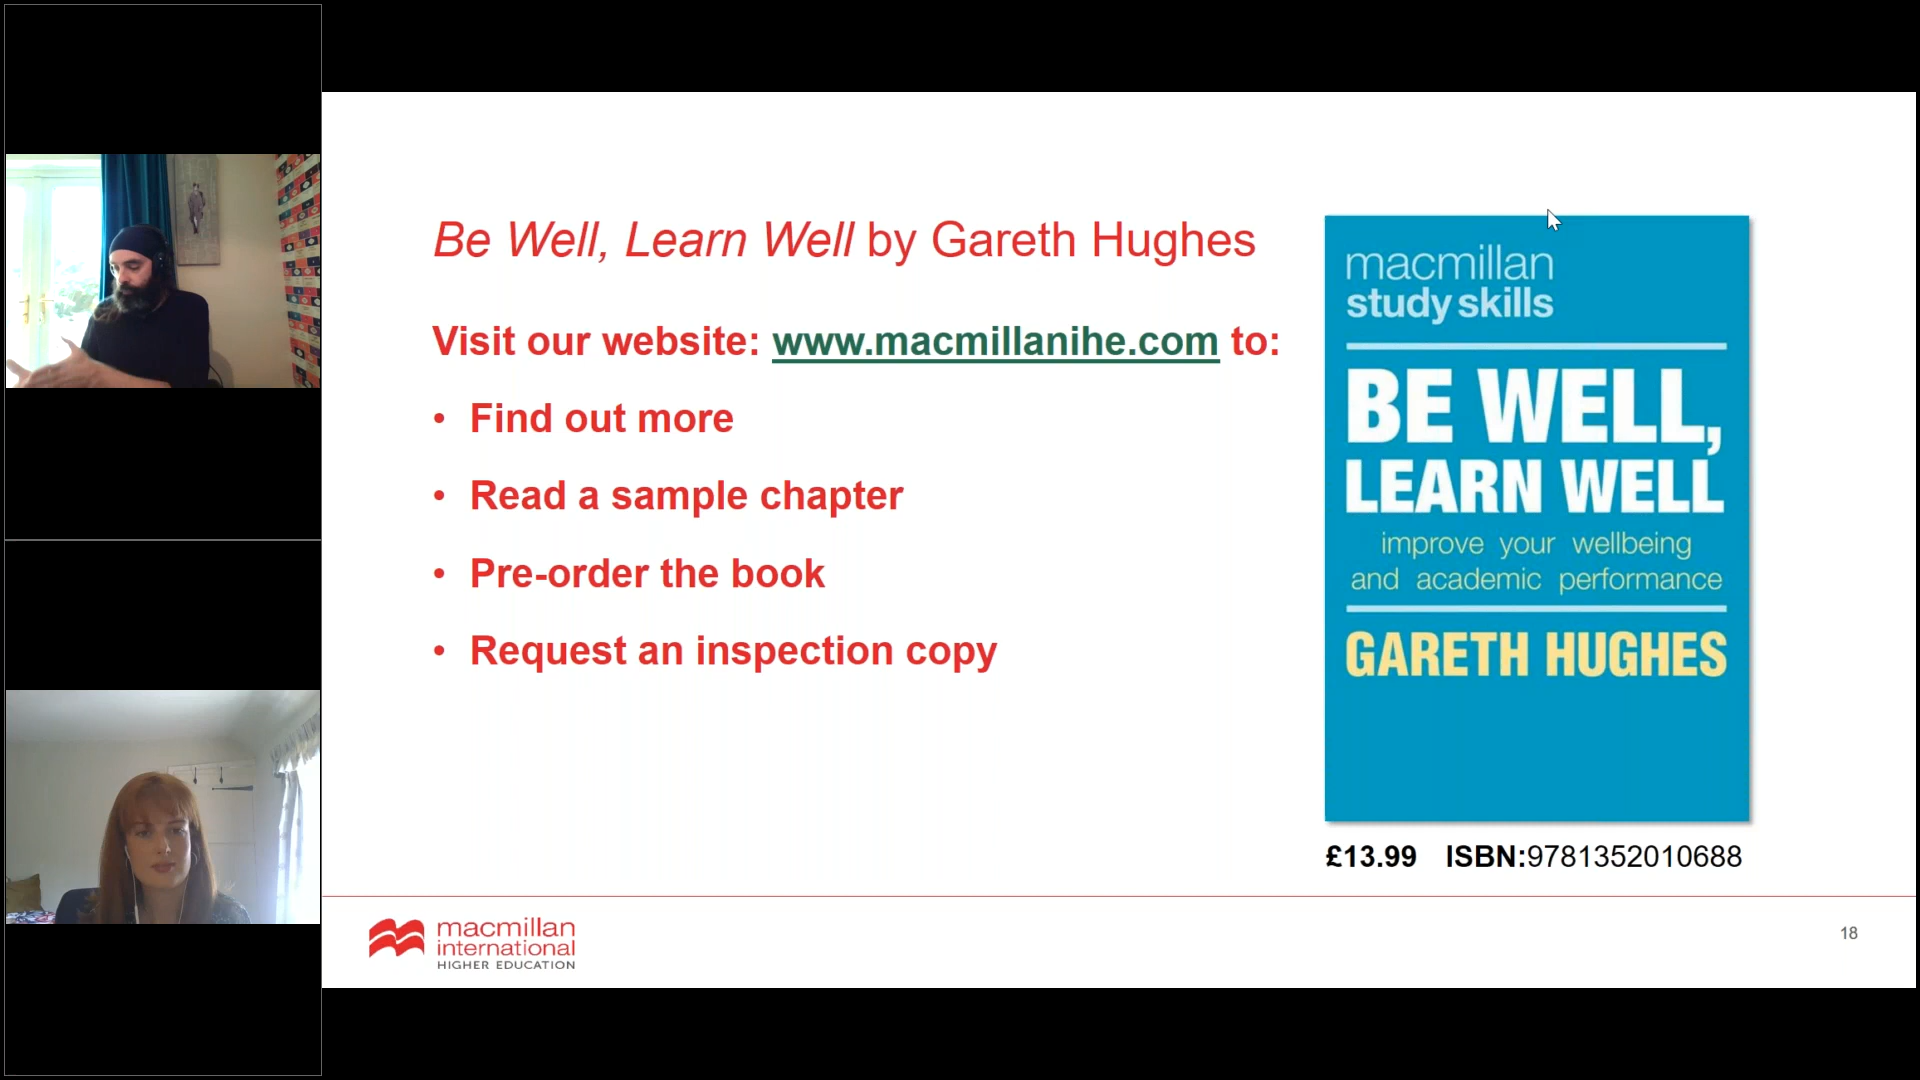 Be Well, Learn Well by Gareth Hughes
Visit our website: www.macmillanihe.com to:
• Find out more
• Read a sample chapter
• Pre-order the book
• Request an inspection copy
macmillan
study skills
BE WELL,
LEARN WELL
improve your wellbeing
and academic performance
GARETH HUGHES
£13.99 ISBN:9781352010688
macmillan
international
HIGHER EDUCATION
18